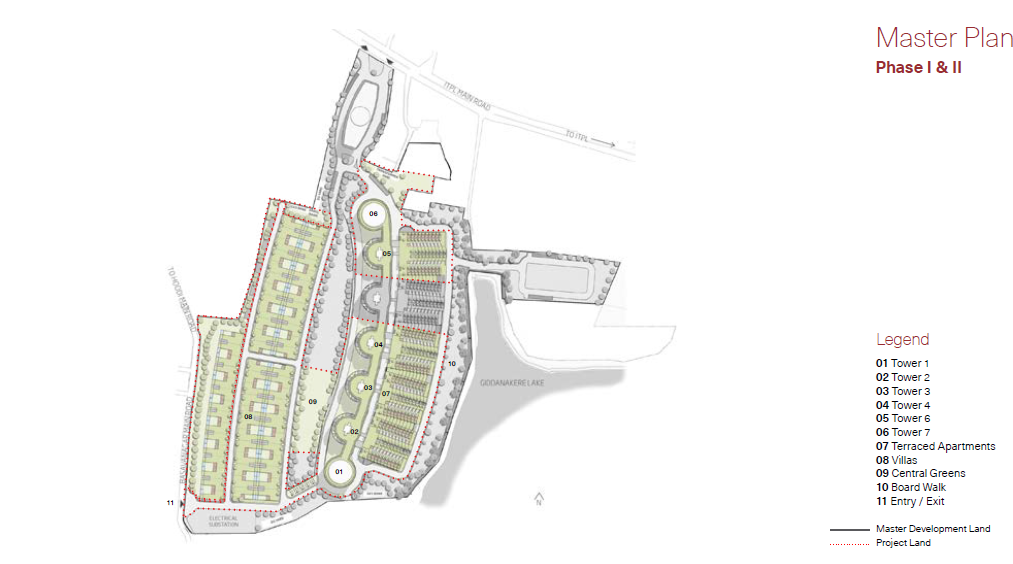 Master Plan
Phase I & II
ITPL MAIN ROAD
TO ITPL
06
05
TO HOODI MAIN ROAD
04
10
GODANAKERE LAKE
03
07
09
08
02
01
11
N
ELECTRICAL
SUBSTATION
Legend
01 Tower 1
02 Tower 2
03 Tower 3
04 Tower 4
05 Tower 6
06 Tower 7
07 Terraced Apartments
08 Villas
09 Central Greens
10 Board Walk
11 Entry / Exit
Master Development Land
Project Land